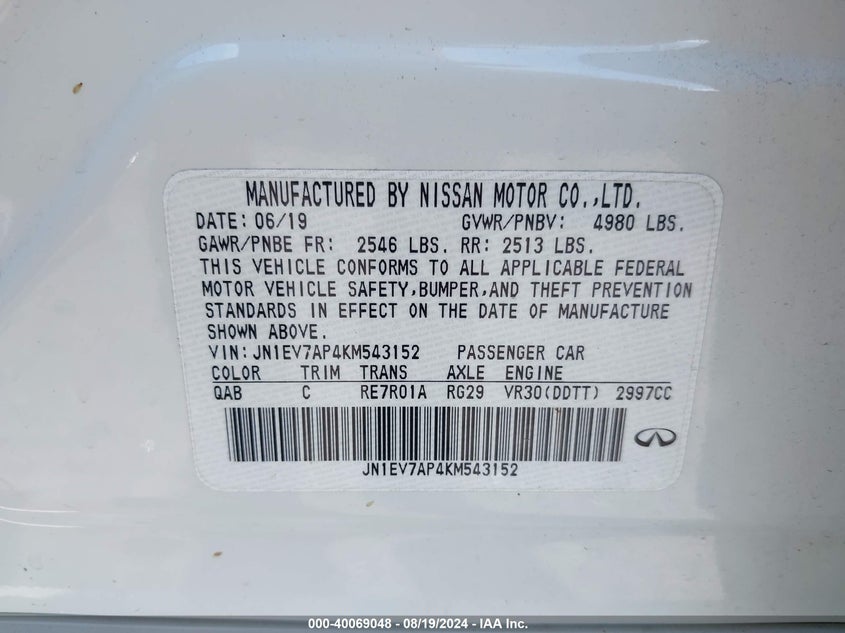 MANUFACTURED BY NISSAN MOTOR CO.,LTD.
DATE: 06/19 GVWR/PNBV: 4980 LBS.
GAWR/PNBE FR: 2546 LBS. RR: 2513 LBS.
THIS VEHICLE CONFORMS TO ALL APPLICABLE FEDERAL
MOTOR VEHICLE SAFETY,BUMPER,AND THEFT PREVENTION
STANDARDS IN EFFECT ON THE DATE OF MANUFACTURE
SHOWN ABOVE.
VIN:JN1EV7AP4KM543152 PASSENGER CAR
COLOR TRIM TRANS AXLE ENGINE
QAB C RE7R01A RG29 VR30(DDTT) 2997CC
JN1EV7AP4KM543152
000-40069048 - 08/19/2024 - IAA Inc.